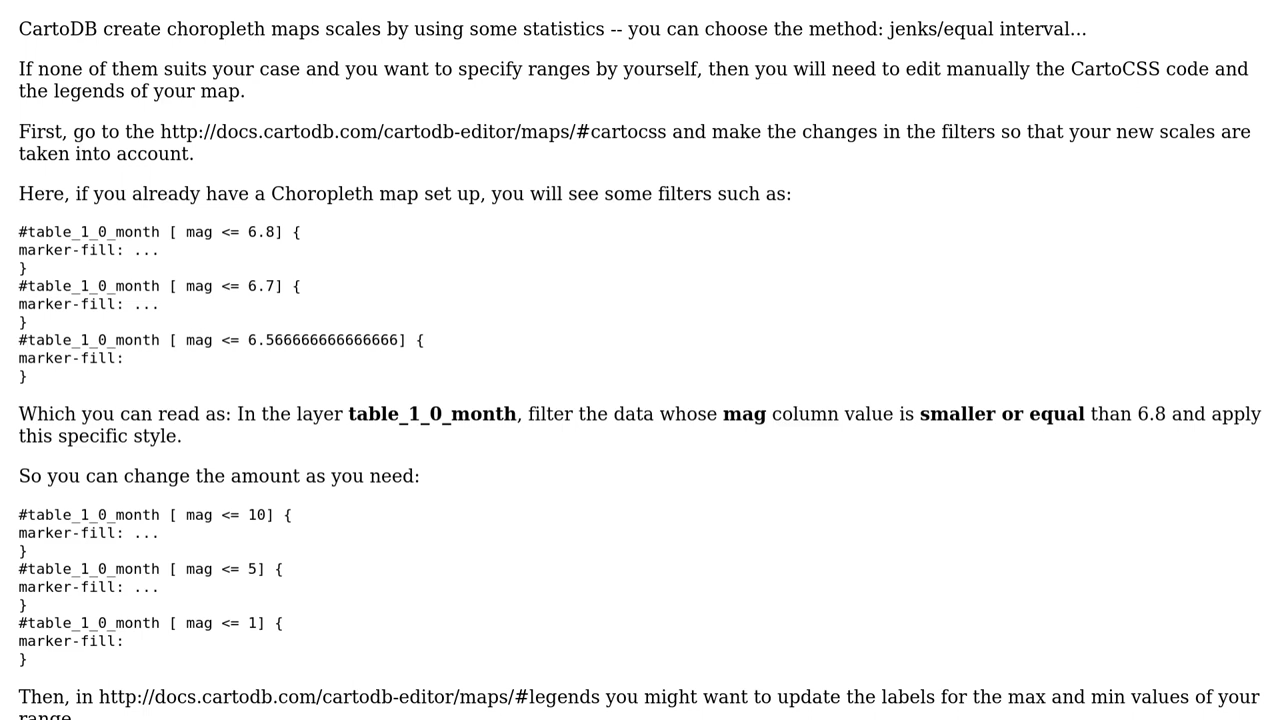 CartoDB create choropleth maps scales by using some statistics -- you can choose the method: jenks/equal interval...
If none of them suits your case and you want to specify ranges by yourself, then you will need to edit manually the CartoCSS code and
the legends of your map.
First, go to the http://docs.cartodb.com/cartodb-editor/maps/#cartocss and make the changes in the filters so that your new scales are
taken into account.
Here, if you already have a Choropleth map set up, you will see some filters such as:
#table_1_0_month [ mag <= 6.8] {
marker-fill: ...
}
#table_1_0_month [ mag <= 6.7] {
marker-fill: ...
}
#table_1_0_month [ mag <= 6.566666666666666] {
marker-fill:
}
Which you can read as: In the layer table_1_0_month, filter the data whose mag column value is smaller or equal than 6.8 and apply
this specific style.
So you can change the amount as you need:
#table_1_0_month [ mag <= 10] {
marker-fill: ...
}
#table_1_0_month [ mag <= 5] {
marker-fill: ...
}
#table_1_0_month [ mag <= 1] {
marker-fill:
}
Then, in http://docs.cartodb.com/cartodb-editor/maps/#legends you might want to update the labels for the max and min values of your
range.